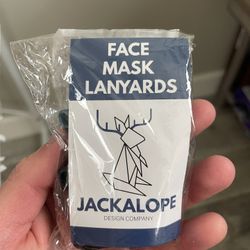 FACE
MASK
LANYARDS
JACKALOPE
DESIGN COMPANY